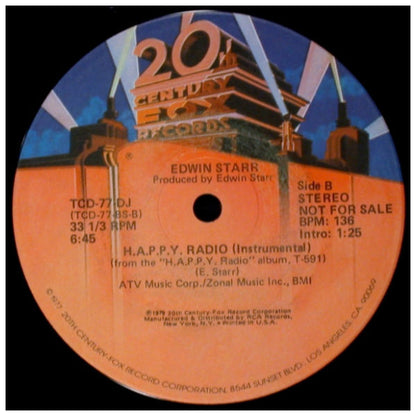 20th
CENTURY
FOX
RECORDS
®
EDWIN STARR
Produced by Edwin Starr
TCD-77-DJ
(TCD-77-BS-B)
33 1/3 RPM
6:45
Side B
STEREO
NOT FOR SALE
BPM: 136
Intro: 1:25
H.A.P.P.Y. RADIO (Instrumental)
(from the "H.A.P.P.Y. Radio" album, T-591)
(E. Starr)
ATV Music Corp./Zonal Music Inc., BMI
℗1979 20th Century-Fox Record Corporation
Manufactured & Distributed by RCA Records,
New York, N.Y. • Printed in U.S.A.
© 1977, 20TH CENTURY-FOX RECORD CORPORATION, 8544 SUNSET BLVD., LOS ANGELES, CA. 90069